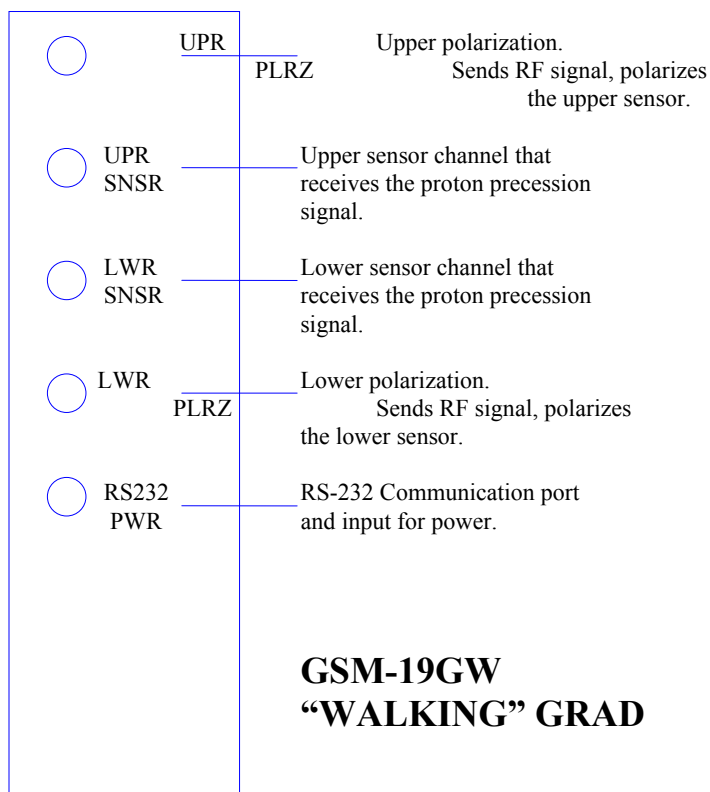 UPR Upper polarization.
PLRZ Sends RF signal, polarizes
the upper sensor.
UPR Upper sensor channel that
SNSR receives the proton precession
signal.
LWR Lower sensor channel that
SNSR receives the proton precession
signal.
LWR Lower polarization.
PLRZ Sends RF signal, polarizes
the lower sensor.
RS232 RS-232 Communication port
PWR and input for power.
GSM-19GW
“WALKING” GRAD